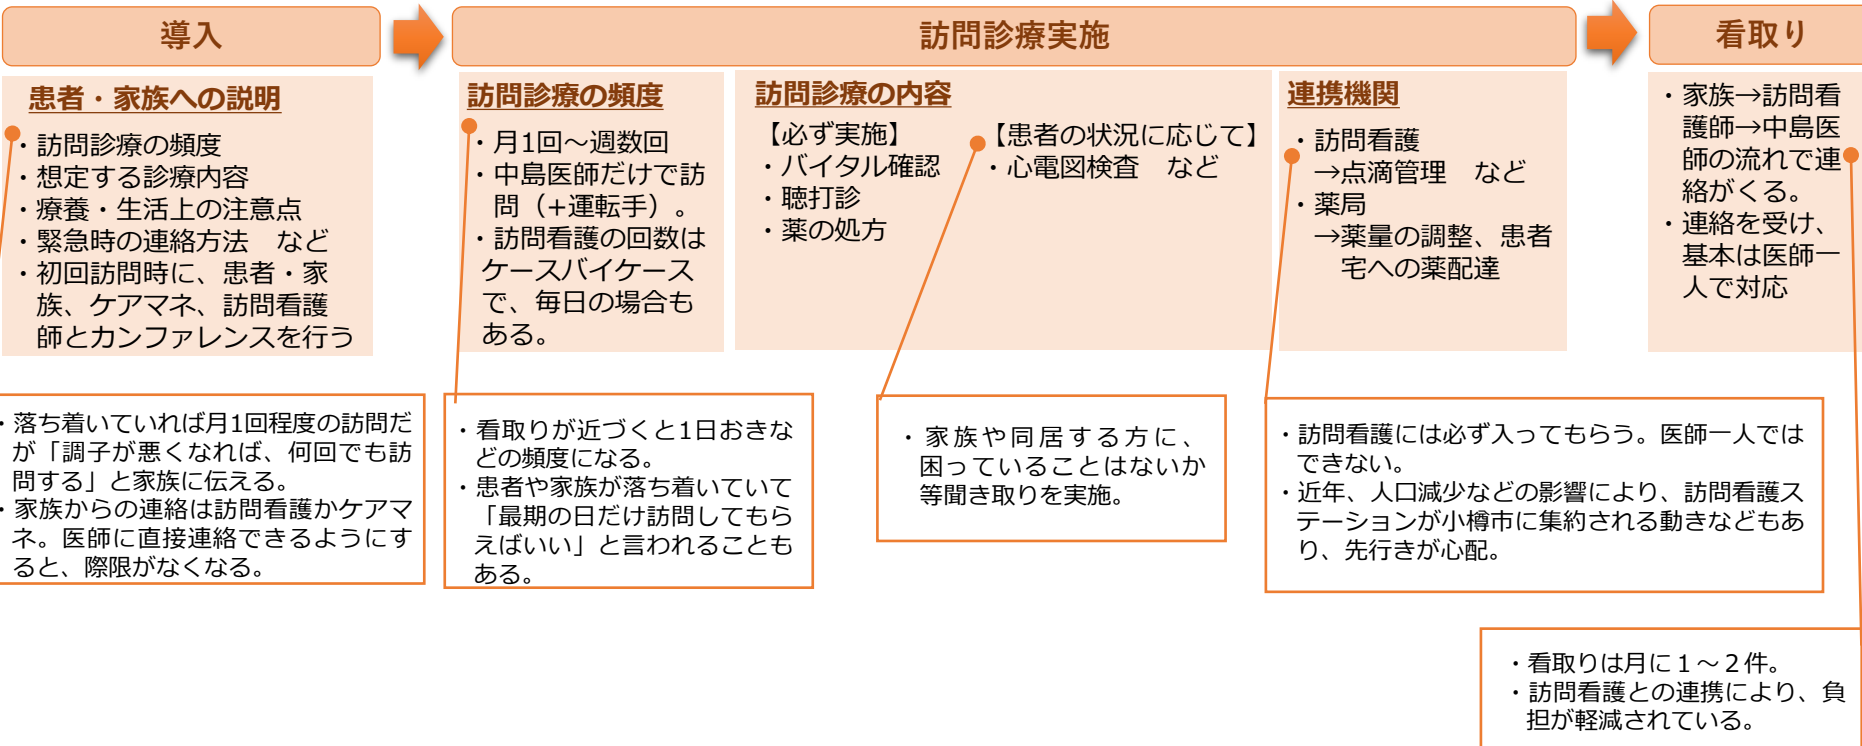 導入
訪問診療実施
看取り
患者・家族への説明
・訪問診療の頻度
・想定する診療内容
・療養・生活上の注意点
・緊急時の連絡方法　など
・初回訪問時に、患者・家
族、ケアマネ、訪問看護
師とカンファレンスを行う
訪問診療の頻度
・月1回～週数回
・中島医師だけで訪
問（+運転手）。
・訪問看護の回数は
ケースバイケース
で、毎日の場合も
ある。
訪問診療の内容
【必ず実施】
・バイタル確認
・聴打診
・薬の処方
【患者の状況に応じて】
・心電図検査　など
連携機関
・訪問看護
→点滴管理　など
・薬局
→薬量の調整、患者
宅への薬配達
・家族→訪問看
護師→中島医
師の流れで連
絡がくる。
・連絡を受け、
基本は医師一
人で対応
・落ち着いていれば月1回程度の訪問だ
が「調子が悪くなれば、何回でも訪
問する」と家族に伝える。
・家族からの連絡は訪問看護かケアマ
ネ。医師に直接連絡できるようにす
ると、際限がなくなる。
・看取りが近づくと1日おきな
どの頻度になる。
・患者や家族が落ち着いていて
「最期の日だけ訪問してもら
えばいい」と言われることも
ある。
・家族や同居する方に、
困っていることはないか
等聞き取りを実施。
・訪問看護には必ず入ってもらう。医師一人では
できない。
・近年、人口減少などの影響により、訪問看護ス
テーションが小樽市に集約される動きなどもあ
り、先行きが心配。
・看取りは月に１～２件。
・訪問看護との連携により、負
担が軽減されている。